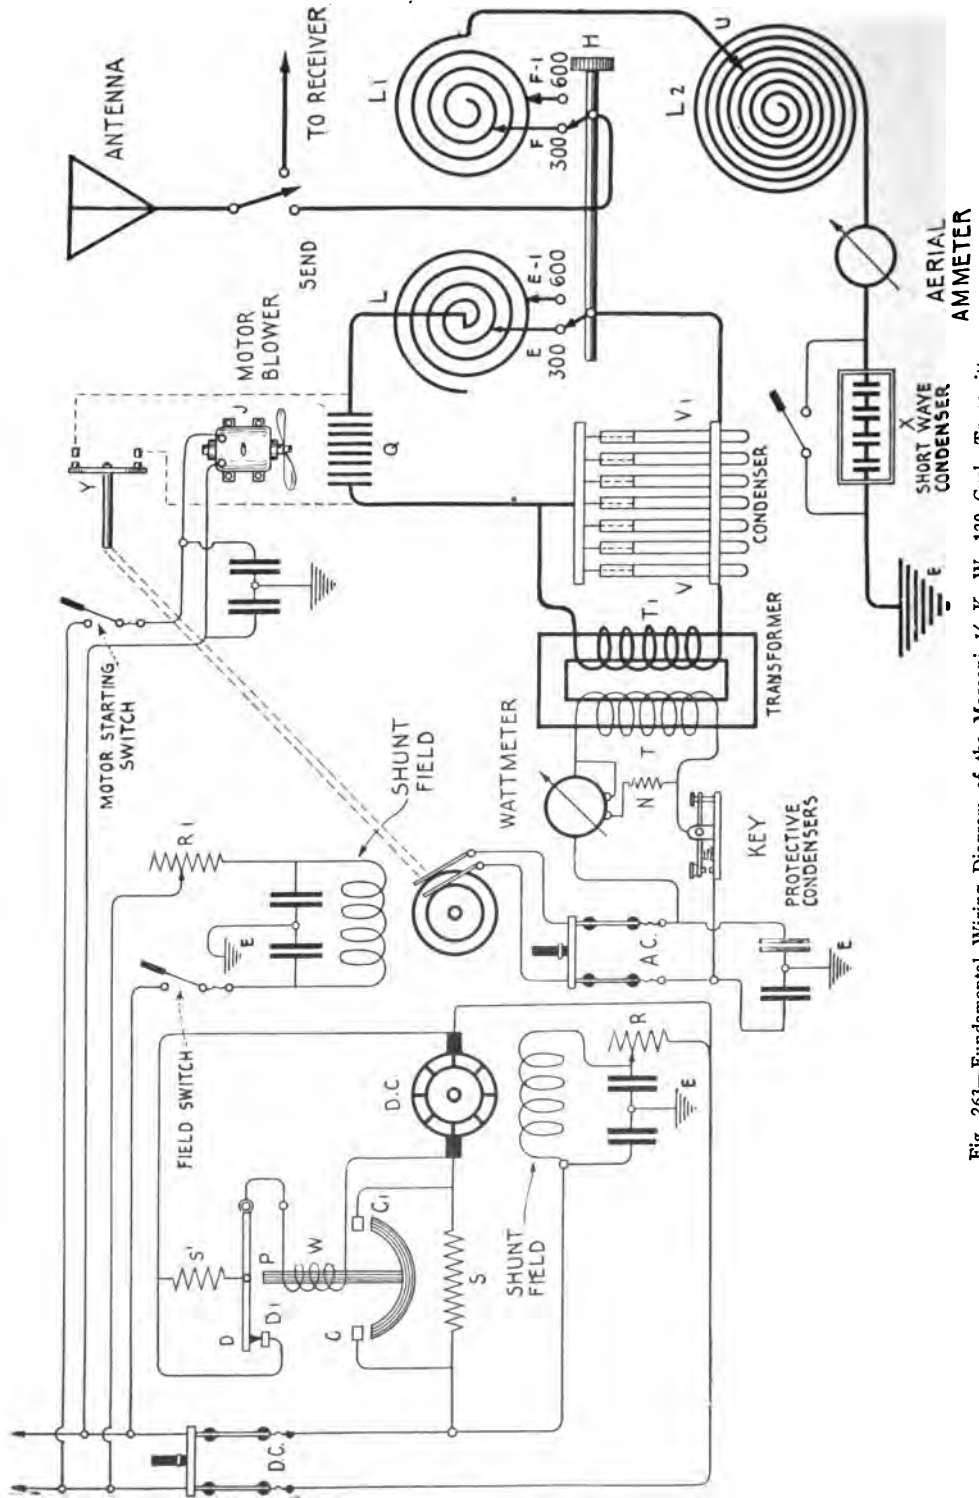 ANTENNA
TO RECEIVER
SEND
MOTOR
BLOWER
J
Y
Q
L
L1
L2
U
H
F
F-1
300
600
E
E-1
300
600
MOTOR STARTING
SWITCH
SHUNT
FIELD
R1
E
FIELD SWITCH
WATTMETER
N
T
T1
TRANSFORMER
V
V1
CONDENSER
KEY
PROTECTIVE
CONDENSERS
E
A.C.
D.C.
S'
D
D1
P
W
C
C1
S
SHUNT
FIELD
R
E
D.C.
X
SHORT WAVE
CONDENSER
E
AERIAL
AMMETER
Fig. 263—Fundamental Wiring Diagram of the Marconi ½ K. W. 120 Cycle